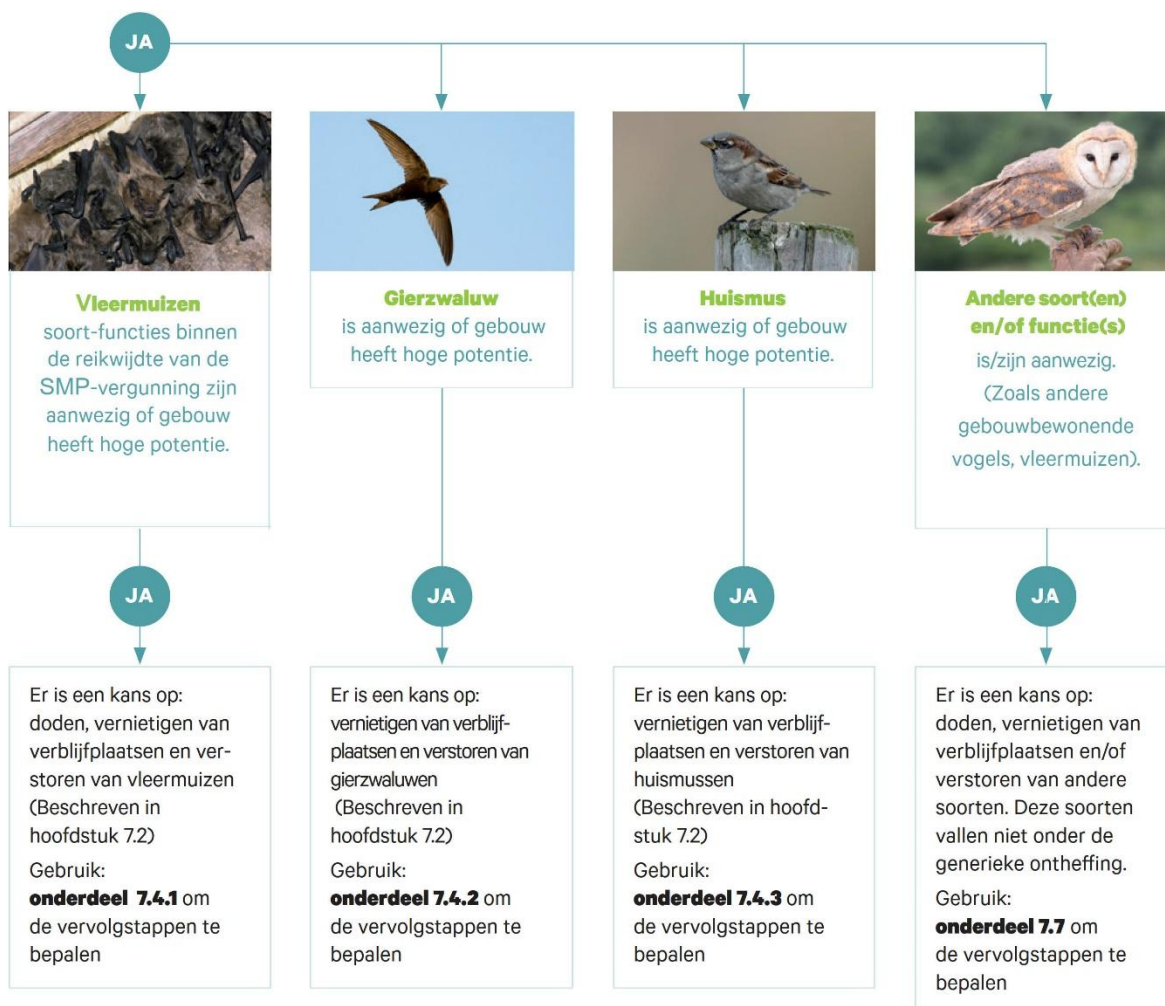 JA
Vleermuizen
soort-functies binnen
de reikwijdte van de
SMP-vergunning zijn
aanwezig of gebouw
heeft hoge potentie.
Gierzwaluw
is aanwezig of gebouw
heeft hoge potentie.
Huismus
is aanwezig of gebouw
heeft hoge potentie.
Andere soort(en)
en/of functie(s)
is/zijn aanwezig.
(Zoals andere
gebouwbewonende
vogels, vleermuizen).
JA
JA
JA
JA
Er is een kans op:
doden, vernietigen van
verblijfplaatsen en ver-
storen van vleermuizen
(Beschreven in
hoofdstuk 7.2)
Gebruik:
onderdeel 7.4.1 om
de vervolgstappen te
bepalen
Er is een kans op:
vernietigen van verblijf-
plaatsen en verstoren van
gierzwaluwen
(Beschreven in
hoofdstuk 7.2)
Gebruik:
onderdeel 7.4.2 om
de vervolgstappen te
bepalen
Er is een kans op:
vernietigen van verblijf-
plaatsen en verstoren van
huismussen
(Beschreven in hoofd-
stuk 7.2)
Gebruik:
onderdeel 7.4.3 om
de vervolgstappen te
bepalen
Er is een kans op:
doden, vernietigen van
verblijfplaatsen en/of
verstoren van andere
soorten. Deze soorten
vallen niet onder de
generieke ontheffing.
Gebruik:
onderdeel 7.7 om
de vervolgstappen te
bepalen